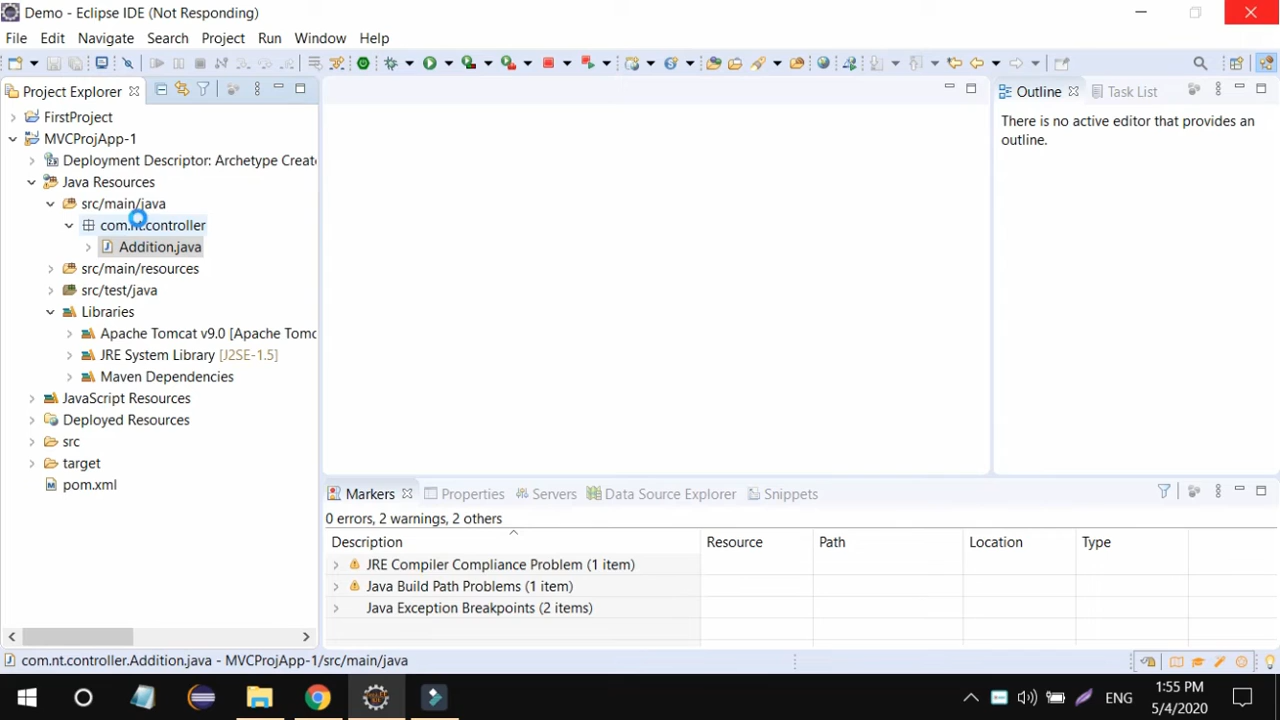 Demo - Eclipse IDE (Not Responding)
File Edit Navigate Search Project Run Window Help
Project Explorer
Outline Task List
FirstProject
There is no active editor that provides an
outline.
MVCProjApp-1
Deployment Descriptor: Archetype Create
Java Resources
src/main/java
com.nt.controller
Addition.java
src/main/resources
src/test/java
Libraries
Apache Tomcat v9.0 [Apache Tomc
JRE System Library [J2SE-1.5]
Maven Dependencies
JavaScript Resources
Deployed Resources
src
target
pom.xml
Markers Properties Servers Data Source Explorer Snippets
0 errors, 2 warnings, 2 others
Description Resource Path Location Type
JRE Compiler Compliance Problem (1 item)
Java Build Path Problems (1 item)
Java Exception Breakpoints (2 items)
com.nt.controller.Addition.java - MVCProjApp-1/src/main/java
ENG
1:55 PM
5/4/2020